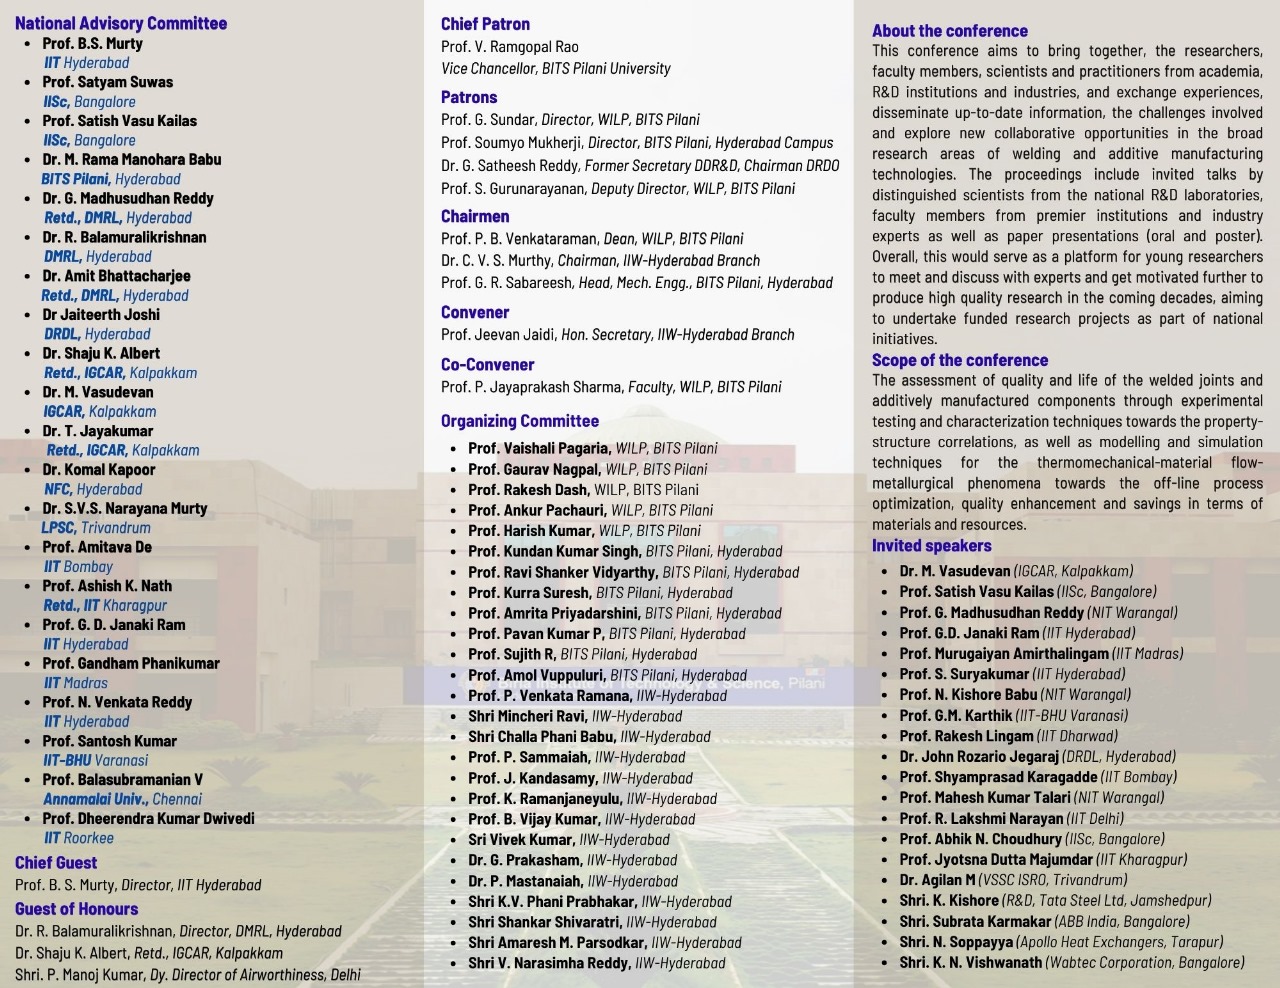 National Advisory Committee
• Prof. B.S. Murty
IIT Hyderabad
• Prof. Satyam Suwas
IISc, Bangalore
• Prof. Satish Vasu Kailas
IISc, Bangalore
• Dr. M. Rama Manohara Babu
BITS Pilani, Hyderabad
• Dr. G. Madhusudhan Reddy
Retd., DMRL, Hyderabad
• Dr. R. Balamuralikrishnan
DMRL, Hyderabad
• Dr. Amit Bhattacharjee
Retd., DMRL, Hyderabad
• Dr Jaiteerth Joshi
DRDL, Hyderabad
• Dr. Shaju K. Albert
Retd., IGCAR, Kalpakkam
• Dr. M. Vasudevan
IGCAR, Kalpakkam
• Dr. T. Jayakumar
Retd., IGCAR, Kalpakkam
• Dr. Komal Kapoor
NFC, Hyderabad
• Dr. S.V.S. Narayana Murty
LPSC, Trivandrum
• Prof. Amitava De
IIT Bombay
• Prof. Ashish K. Nath
Retd., IIT Kharagpur
• Prof. G. D. Janaki Ram
IIT Hyderabad
• Prof. Gandham Phanikumar
IIT Madras
• Prof. N. Venkata Reddy
IIT Hyderabad
• Prof. Santosh Kumar
IIT-BHU Varanasi
• Prof. Balasubramanian V
Annamalai Univ., Chennai
• Prof. Dheerendra Kumar Dwivedi
IIT Roorkee
Chief Guest
Prof. B. S. Murty, Director, IIT Hyderabad
Guest of Honours
Dr. R. Balamuralikrishnan, Director, DMRL, Hyderabad
Dr. Shaju K. Albert, Retd., IGCAR, Kalpakkam
Shri. P. Manoj Kumar, Dy. Director of Airworthiness, Delhi
Chief Patron
Prof. V. Ramgopal Rao
Vice Chancellor, BITS Pilani University
Patrons
Prof. G. Sundar, Director, WILP, BITS Pilani
Prof. Soumyo Mukherji, Director, BITS Pilani, Hyderabad Campus
Dr. G. Satheesh Reddy, Former Secretary DDR&D, Chairman DRDO
Prof. S. Gurunarayanan, Deputy Director, WILP, BITS Pilani
Chairmen
Prof. P. B. Venkataraman, Dean, WILP, BITS Pilani
Dr. C. V. S. Murthy, Chairman, IIW-Hyderabad Branch
Prof. G. R. Sabareesh, Head, Mech. Engg., BITS Pilani, Hyderabad
Convener
Prof. Jeevan Jaidi, Hon. Secretary, IIW-Hyderabad Branch
Co-Convener
Prof. P. Jayaprakash Sharma, Faculty, WILP, BITS Pilani
Organizing Committee
• Prof. Vaishali Pagaria, WILP, BITS Pilani
• Prof. Gaurav Nagpal, WILP, BITS Pilani
• Prof. Rakesh Dash, WILP, BITS Pilani
• Prof. Ankur Pachauri, WILP, BITS Pilani
• Prof. Harish Kumar, WILP, BITS Pilani
• Prof. Kundan Kumar Singh, BITS Pilani, Hyderabad
• Prof. Ravi Shanker Vidyarthy, BITS Pilani, Hyderabad
• Prof. Kurra Suresh, BITS Pilani, Hyderabad
• Prof. Amrita Priyadarshini, BITS Pilani, Hyderabad
• Prof. Pavan Kumar P, BITS Pilani, Hyderabad
• Prof. Sujith R, BITS Pilani, Hyderabad
• Prof. Amol Vuppuluri, BITS Pilani, Hyderabad
Birla Institute of Technology & Science, Pilani
• Prof. P. Venkata Ramana, IIW-Hyderabad
• Shri Mincheri Ravi, IIW-Hyderabad
• Shri Challa Phani Babu, IIW-Hyderabad
• Prof. P. Sammaiah, IIW-Hyderabad
• Prof. J. Kandasamy, IIW-Hyderabad
• Prof. K. Ramanjaneyulu, IIW-Hyderabad
• Prof. B. Vijay Kumar, IIW-Hyderabad
• Sri Vivek Kumar, IIW-Hyderabad
• Dr. G. Prakasham, IIW-Hyderabad
• Dr. P. Mastanaiah, IIW-Hyderabad
• Shri K.V. Phani Prabhakar, IIW-Hyderabad
• Shri Shankar Shivaratri, IIW-Hyderabad
• Shri Amaresh M. Parsodkar, IIW-Hyderabad
• Shri V. Narasimha Reddy, IIW-Hyderabad
About the conference
This conference aims to bring together, the researchers,
faculty members, scientists and practitioners from academia,
R&D institutions and industries, and exchange experiences,
disseminate up-to-date information, the challenges involved
and explore new collaborative opportunities in the broad
research areas of welding and additive manufacturing
technologies. The proceedings include invited talks by
distinguished scientists from the national R&D laboratories,
faculty members from premier institutions and industry
experts as well as paper presentations (oral and poster).
Overall, this would serve as a platform for young researchers
to meet and discuss with experts and get motivated further to
produce high quality research in the coming decades, aiming
to undertake funded research projects as part of national
initiatives.
Scope of the conference
The assessment of quality and life of the welded joints and
additively manufactured components through experimental
testing and characterization techniques towards the property-
structure correlations, as well as modelling and simulation
techniques for the thermomechanical-material flow-
metallurgical phenomena towards the off-line process
optimization, quality enhancement and savings in terms of
materials and resources.
Invited speakers
• Dr. M. Vasudevan (IGCAR, Kalpakkam)
• Prof. Satish Vasu Kailas (IISc, Bangalore)
• Prof. G. Madhusudhan Reddy (NIT Warangal)
• Prof. G.D. Janaki Ram (IIT Hyderabad)
• Prof. Murugaiyan Amirthalingam (IIT Madras)
• Prof. S. Suryakumar (IIT Hyderabad)
• Prof. N. Kishore Babu (NIT Warangal)
• Prof. G.M. Karthik (IIT-BHU Varanasi)
• Prof. Rakesh Lingam (IIT Dharwad)
• Dr. John Rozario Jegaraj (DRDL, Hyderabad)
• Prof. Shyamprasad Karagadde (IIT Bombay)
• Prof. Mahesh Kumar Talari (NIT Warangal)
• Prof. R. Lakshmi Narayan (IIT Delhi)
• Prof. Abhik N. Choudhury (IISc, Bangalore)
• Prof. Jyotsna Dutta Majumdar (IIT Kharagpur)
• Dr. Agilan M (VSSC ISRO, Trivandrum)
• Shri. K. Kishore (R&D, Tata Steel Ltd, Jamshedpur)
• Shri. Subrata Karmakar (ABB India, Bangalore)
• Shri. N. Soppayya (Apollo Heat Exchangers, Tarapur)
• Shri. K. N. Vishwanath (Wabtec Corporation, Bangalore)